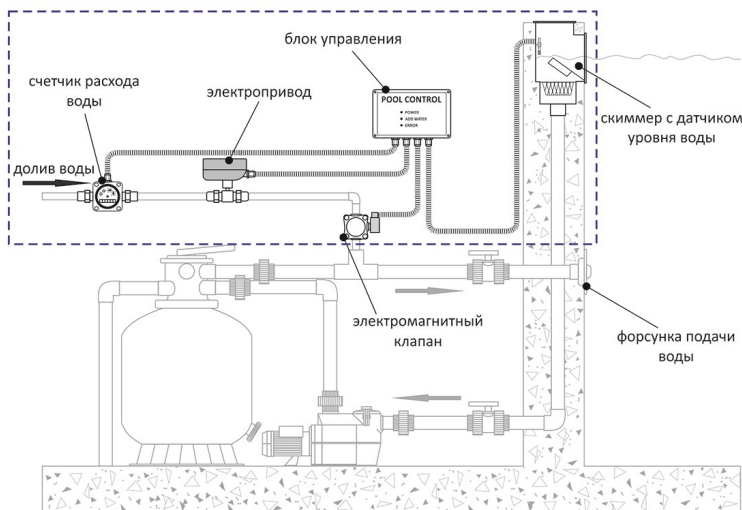 блок управления
счетчик расхода
воды
электропривод
POOL CONTROL
POWER
ADD WATER
ERROR
скиммер с датчиком
уровня воды
долив воды
электромагнитный
клапан
форсунка подачи
воды